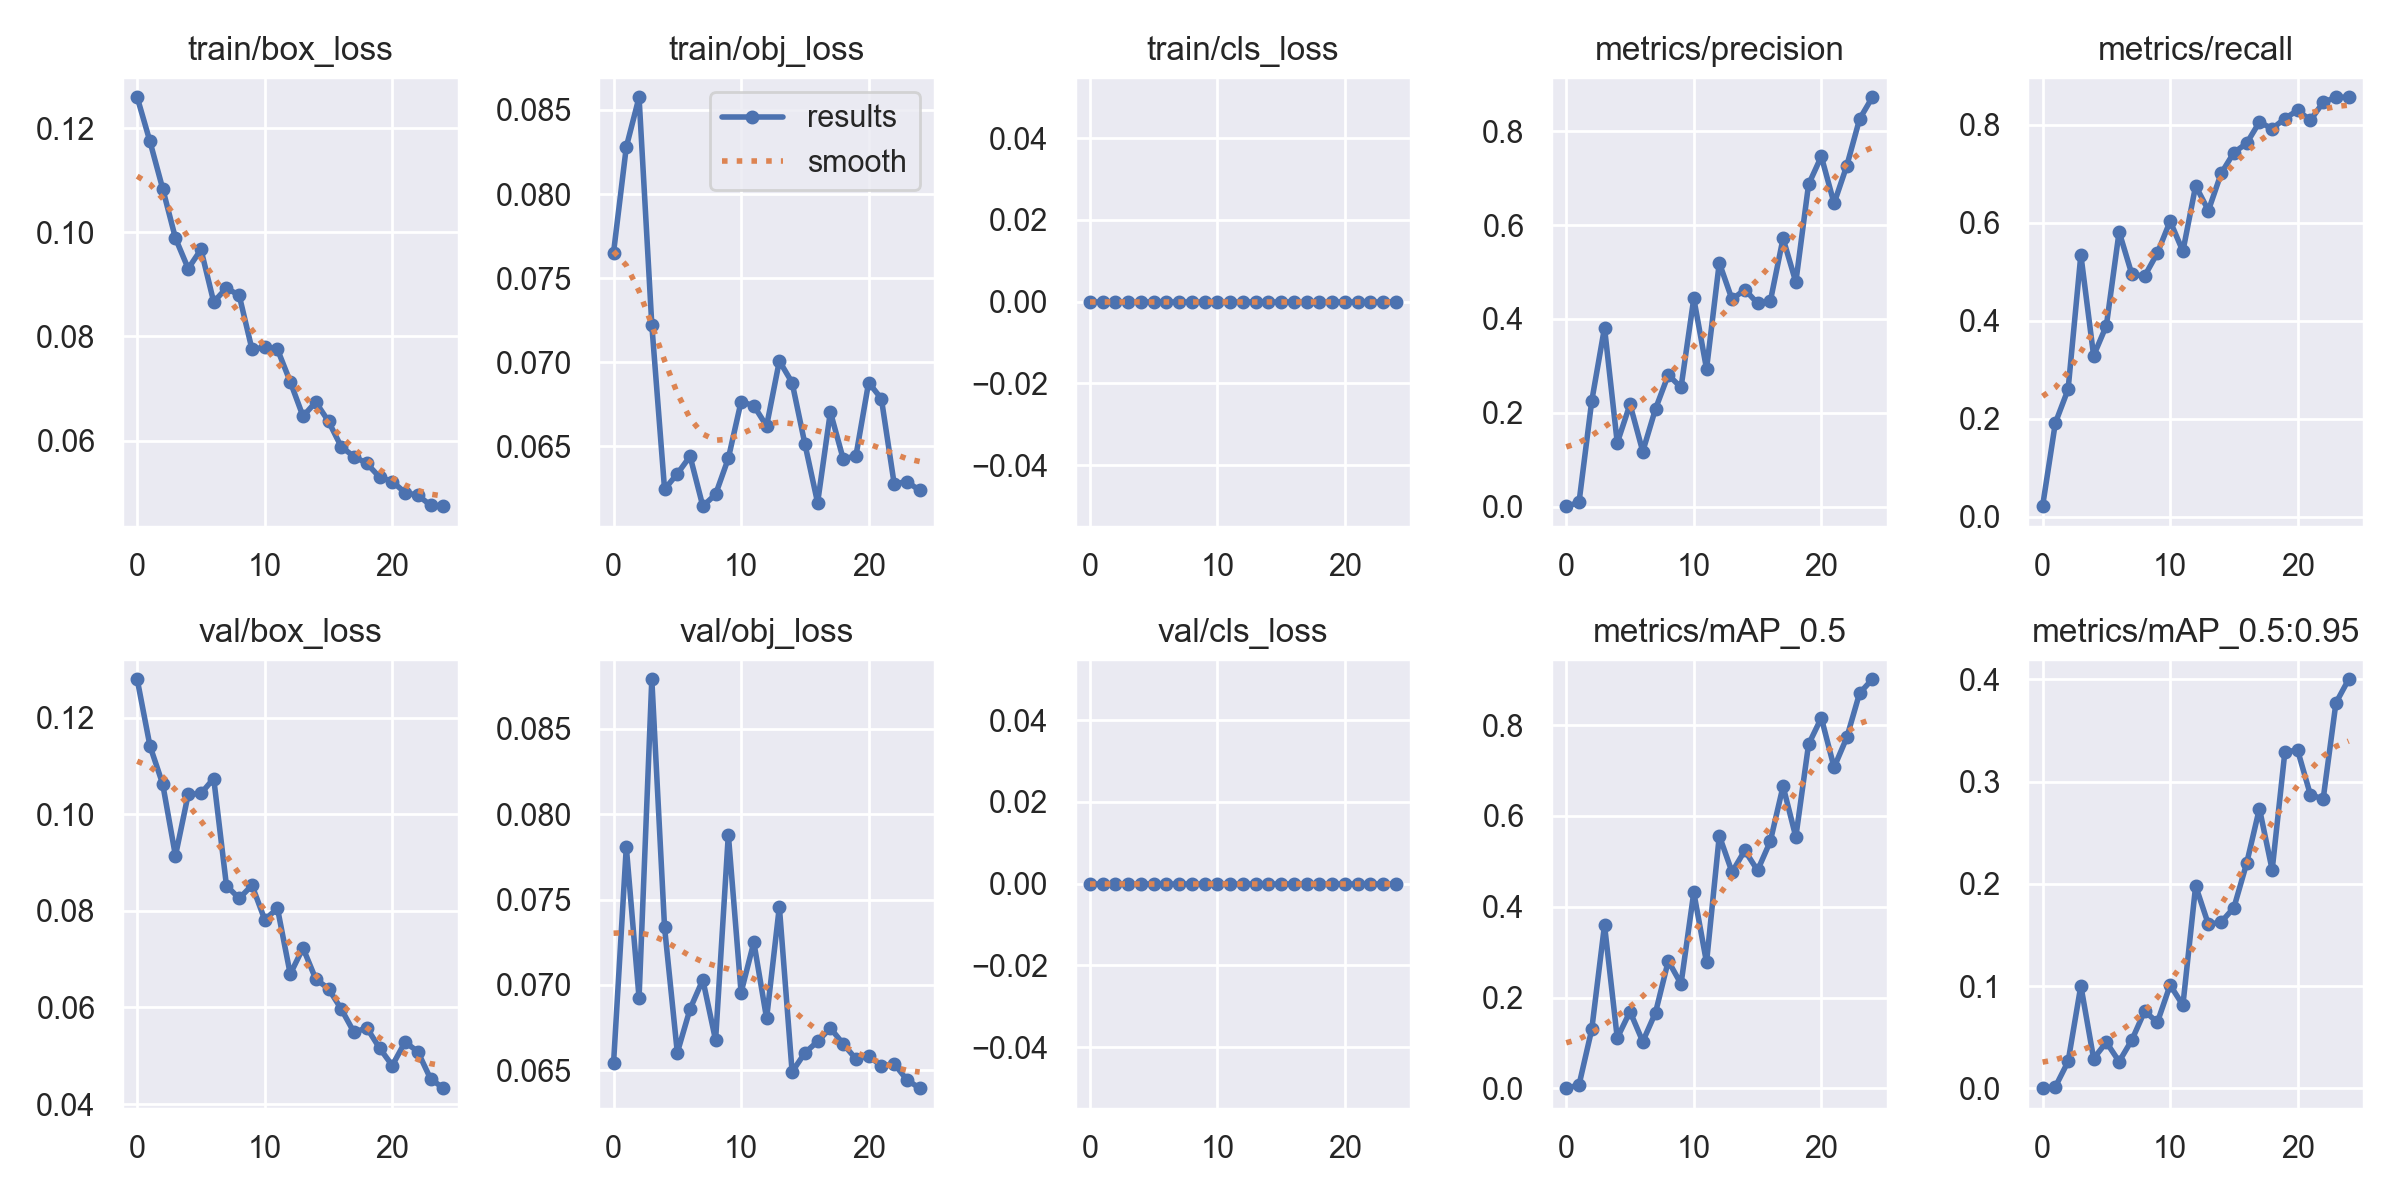 train/box_loss
train/obj_loss
train/cls_loss
metrics/precision
metrics/recall
0.12
0.10
0.08
0.06
0 10 20
0.085
0.080
0.075
0.070
0.065
results
smooth
0 10 20
0.04
0.02
0.00
−0.02
−0.04
0 10 20
0.8
0.6
0.4
0.2
0.0
0 10 20
0.8
0.6
0.4
0.2
0.0
0 10 20
val/box_loss
val/obj_loss
val/cls_loss
metrics/mAP_0.5
metrics/mAP_0.5:0.95
0.12
0.10
0.08
0.06
0.04
0 10 20
0.085
0.080
0.075
0.070
0.065
0 10 20
0.04
0.02
0.00
−0.02
−0.04
0 10 20
0.8
0.6
0.4
0.2
0.0
0 10 20
0.4
0.3
0.2
0.1
0.0
0 10 20